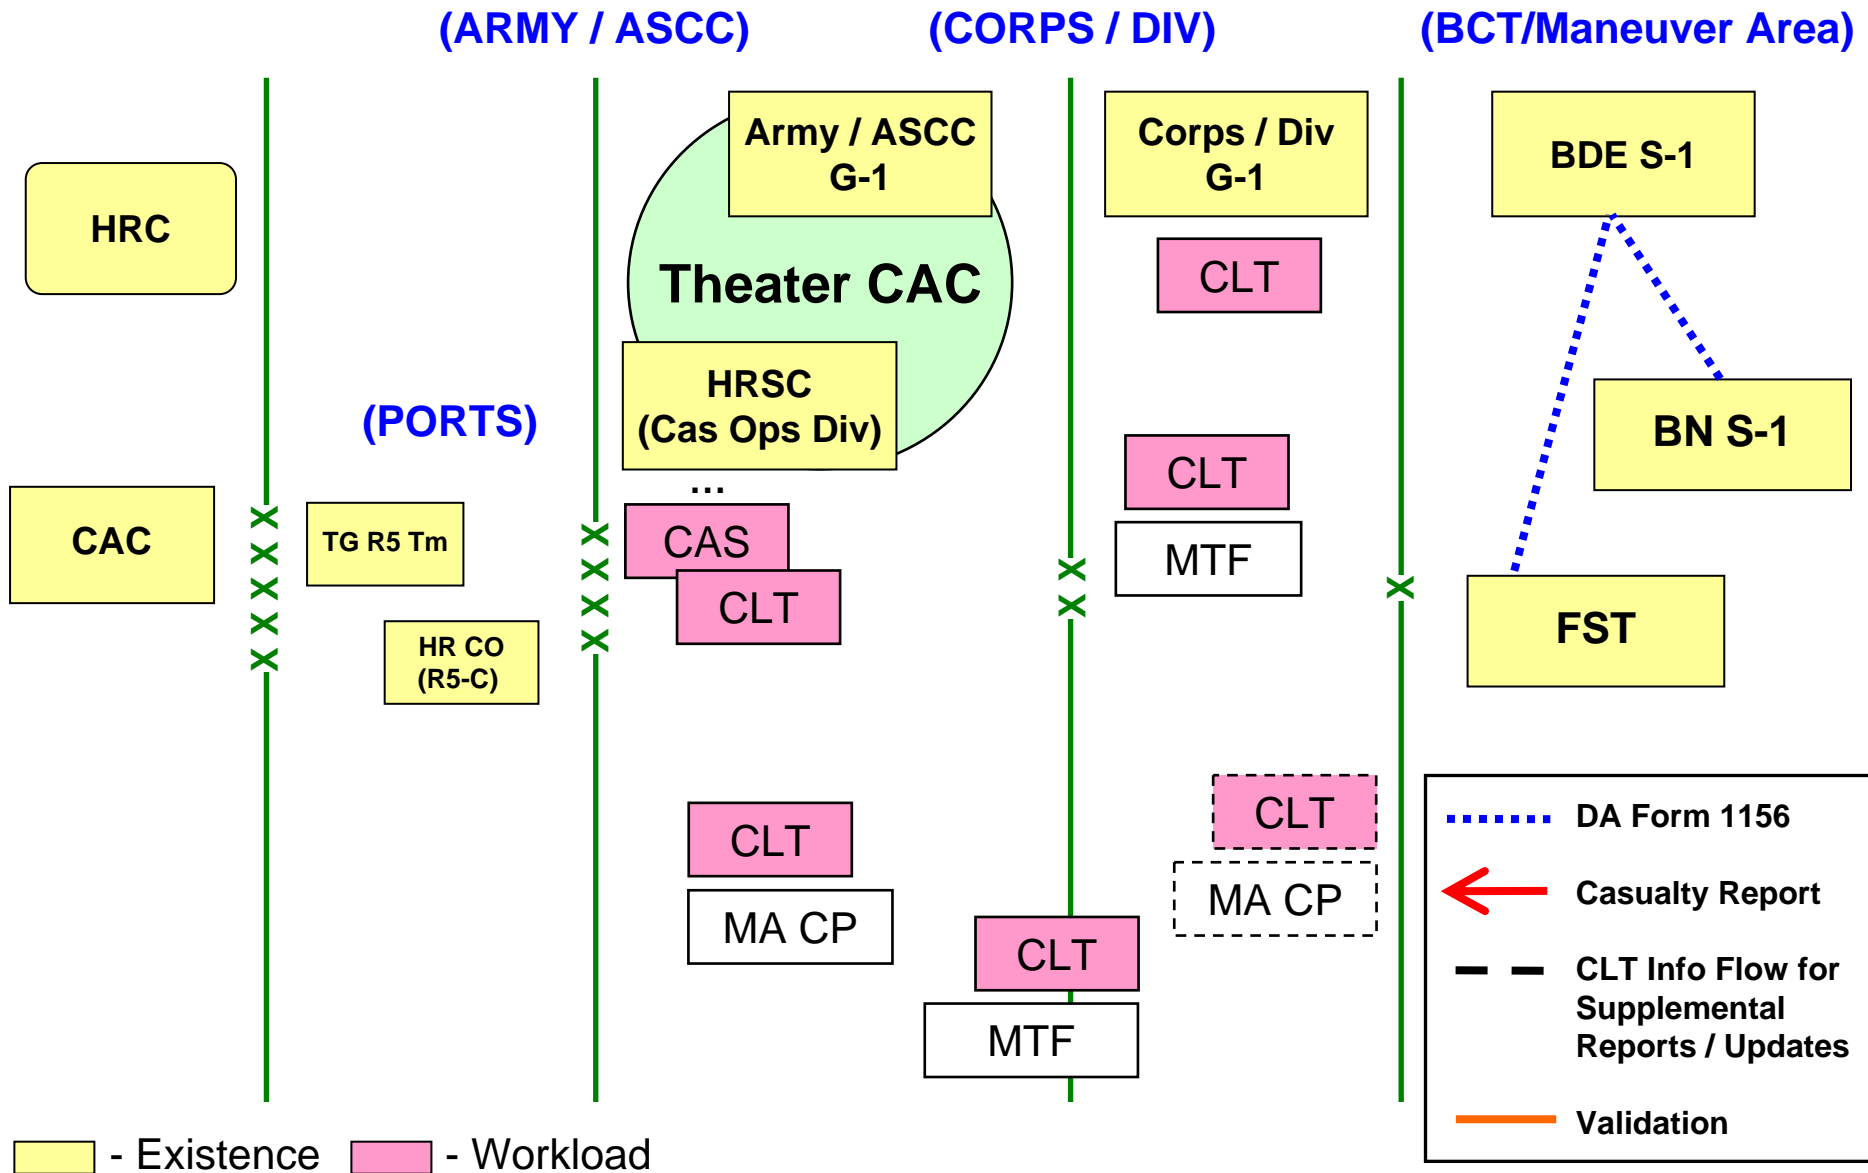 (ARMY / ASCC)
(CORPS / DIV)
(BCT/Maneuver Area)
HRC
CAC
(PORTS)
TG R5 Tm
HR CO
(R5-C)
Army / ASCC
G-1
Theater CAC
HRSC
(Cas Ops Div)
...
CAS
CLT
CLT
MA CP
Corps / Div
G-1
CLT
CLT
MTF
CLT
MA CP
CLT
MTF
BDE S-1
BN S-1
FST
X
X
X
X
X
X
X
X
X
X
X
X
DA Form 1156
Casualty Report
CLT Info Flow for
Supplemental
Reports / Updates
Validation
- Existence
- Workload